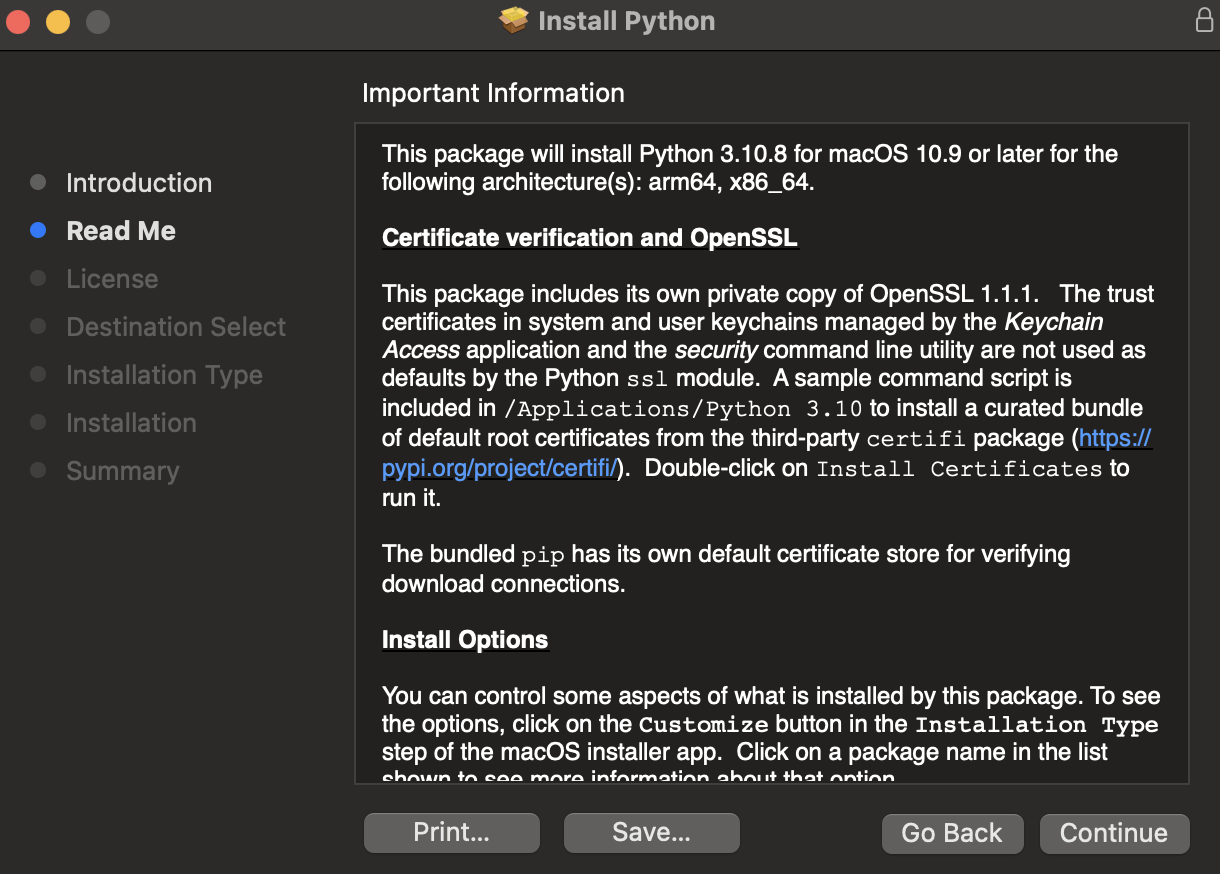 Install Python
Important Information
Introduction
Read Me
License
Destination Select
Installation Type
Installation
Summary
This package will install Python 3.10.8 for macOS 10.9 or later for the
following architecture(s): arm64, x86_64.
Certificate verification and OpenSSL
This package includes its own private copy of OpenSSL 1.1.1.   The trust
certificates in system and user keychains managed by the Keychain
Access application and the security command line utility are not used as
defaults by the Python ssl module.  A sample command script is
included in /Applications/Python 3.10 to install a curated bundle
of default root certificates from the third-party certifi package (https://
pypi.org/project/certifi/).  Double-click on Install Certificates to
run it.
The bundled pip has its own default certificate store for verifying
download connections.
Install Options
You can control some aspects of what is installed by this package. To see
the options, click on the Customize button in the Installation Type
step of the macOS installer app.  Click on a package name in the list
shown to see more information about that option.
Print...
Save...
Go Back
Continue